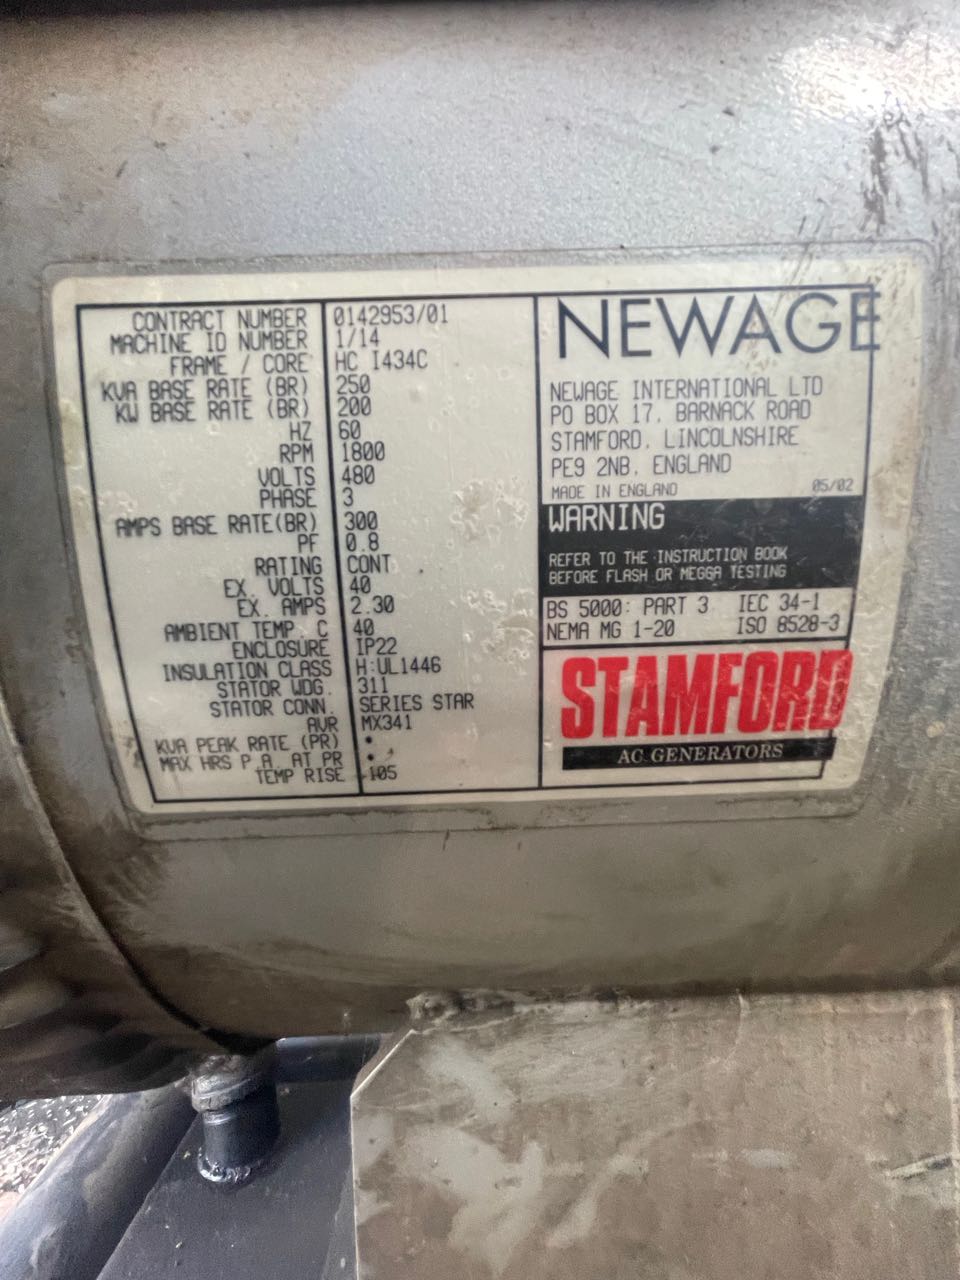 CONTRACT NUMBER 0142953/01
MACHINE ID NUMBER 1/14
FRAME / CORE HC I434C
KVA BASE RATE (BR) 250
KW BASE RATE (BR) 200
HZ 60
RPM 1800
VOLTS 480
PHASE 3
AMPS BASE RATE(BR) 300
PF 0.8
RATING CONT
EX. VOLTS 40
EX. AMPS 2.30
AMBIENT TEMP. C 40
ENCLOSURE IP22
INSULATION CLASS H:UL1446
STATOR WDG. 311
STATOR CONN. SERIES STAR
AVR MX341
KVA PEAK RATE (PR) *
MAX HRS P.A. AT PR *
TEMP RISE 105
NEWAGE
NEWAGE INTERNATIONAL LTD
PO BOX 17, BARNACK ROAD
STAMFORD, LINCOLNSHIRE
PE9 2NB, ENGLAND
MADE IN ENGLAND 05/02
WARNING
REFER TO THE INSTRUCTION BOOK
BEFORE FLASH OR MEGGA TESTING
BS 5000: PART 3 IEC 34-1
NEMA MG 1-20 ISO 8528-3
STAMFORD
AC GENERATORS